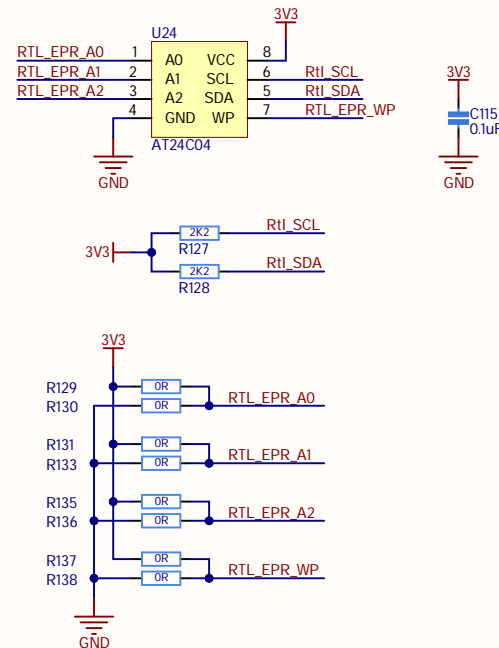 U24
3V3
RTL_EPR_A0 1 A0 VCC 8
RTL_EPR_A1 2 A1 SCL 6 Rtl_SCL
RTL_EPR_A2 3 A2 SDA 5 Rtl_SDA
4 GND WP 7 RTL_EPR_WP
AT24C04
GND
3V3
C115
0.1uF
GND
2K2 Rtl_SCL
3V3 R127
2K2 Rtl_SDA
R128
3V3
R129 0R
R130 0R RTL_EPR_A0
R131 0R
R133 0R RTL_EPR_A1
R135 0R
R136 0R RTL_EPR_A2
R137 0R
R138 0R RTL_EPR_WP
GND